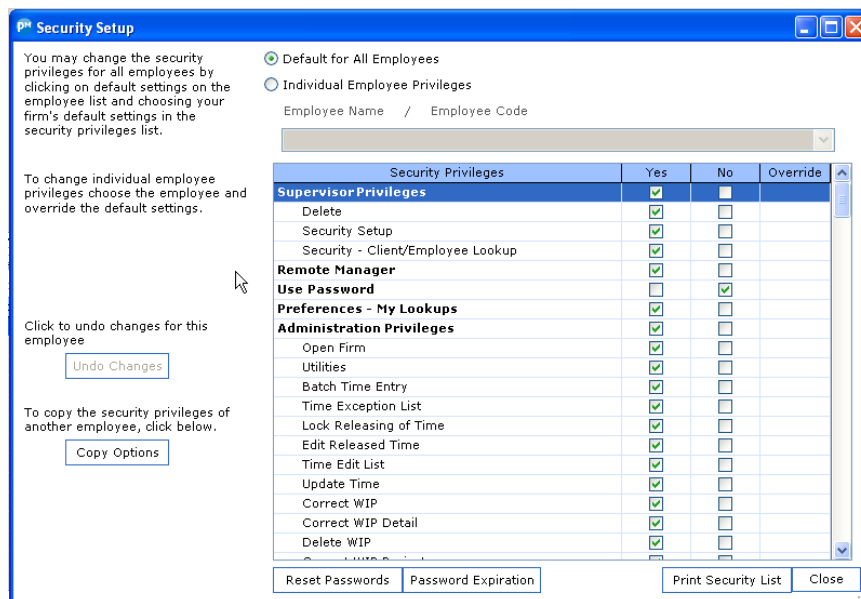 PM Security Setup
You may change the security
privileges for all employees by
clicking on default settings on the
employee list and choosing your
firm's default settings in the
security privileges list.
To change individual employee
privileges choose the employee and
override the default settings.
Click to undo changes for this
employee
Undo Changes
To copy the security privileges of
another employee, click below.
Copy Options
Default for All Employees
Individual Employee Privileges
Employee Name / Employee Code
Security Privileges Yes No Override
Supervisor Privileges
Delete
Security Setup
Security - Client/Employee Lookup
Remote Manager
Use Password
Preferences - My Lookups
Administration Privileges
Open Firm
Utilities
Batch Time Entry
Time Exception List
Lock Releasing of Time
Edit Released Time
Time Edit List
Update Time
Correct WIP
Correct WIP Detail
Delete WIP
Reset Passwords Password Expiration Print Security List Close